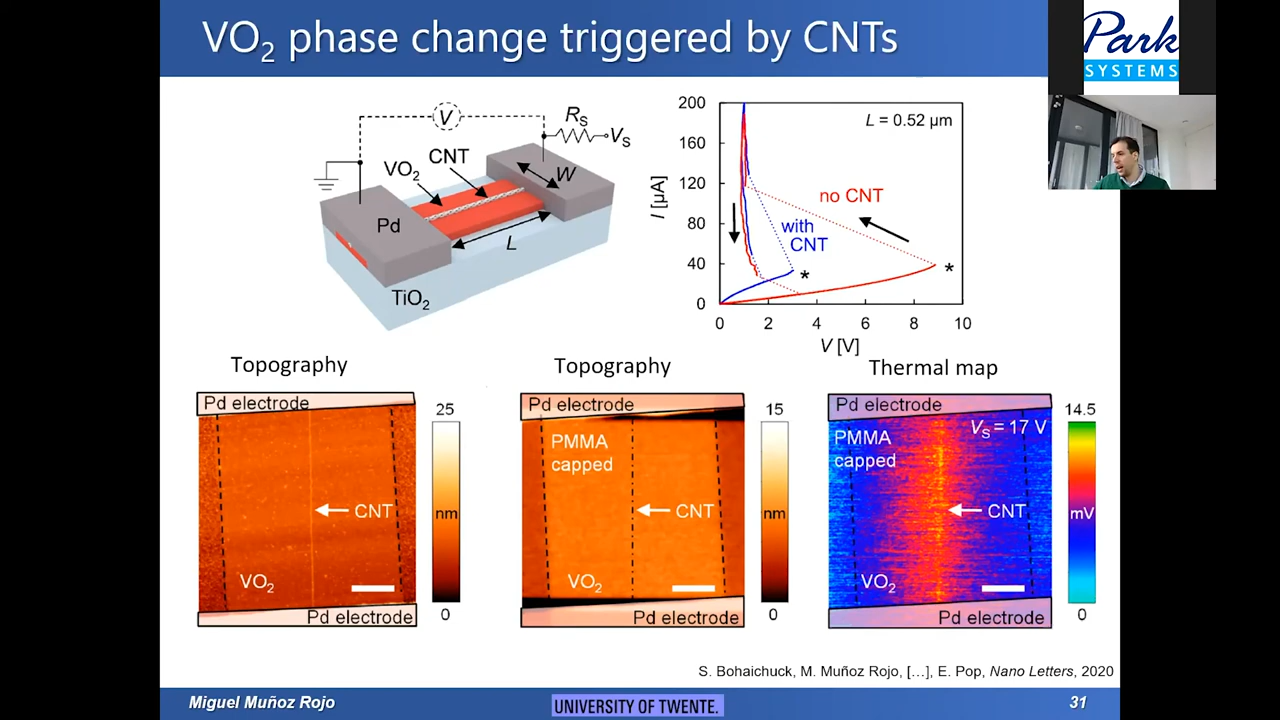 VO₂ phase change triggered by CNTs
Park
SYSTEMS
V
Rₛ
Vₛ
CNT
VO₂
W
Pd
L
TiO₂
200
160
120
80
40
0
I [µA]
L = 0.52 µm
no CNT
with
CNT
*
*
0 2 4 6 8 10
V [V]
Topography
Pd electrode
CNT
VO₂
Pd electrode
25
nm
0
Topography
Pd electrode
PMMA
capped
CNT
VO₂
Pd electrode
15
nm
0
Thermal map
Pd electrode
Vₛ = 17 V
PMMA
capped
CNT
VO₂
Pd electrode
14.5
mV
0
S. Bohaichuck, M. Muñoz Rojo, […], E. Pop, Nano Letters, 2020
Miguel Muñoz Rojo
UNIVERSITY OF TWENTE.
31